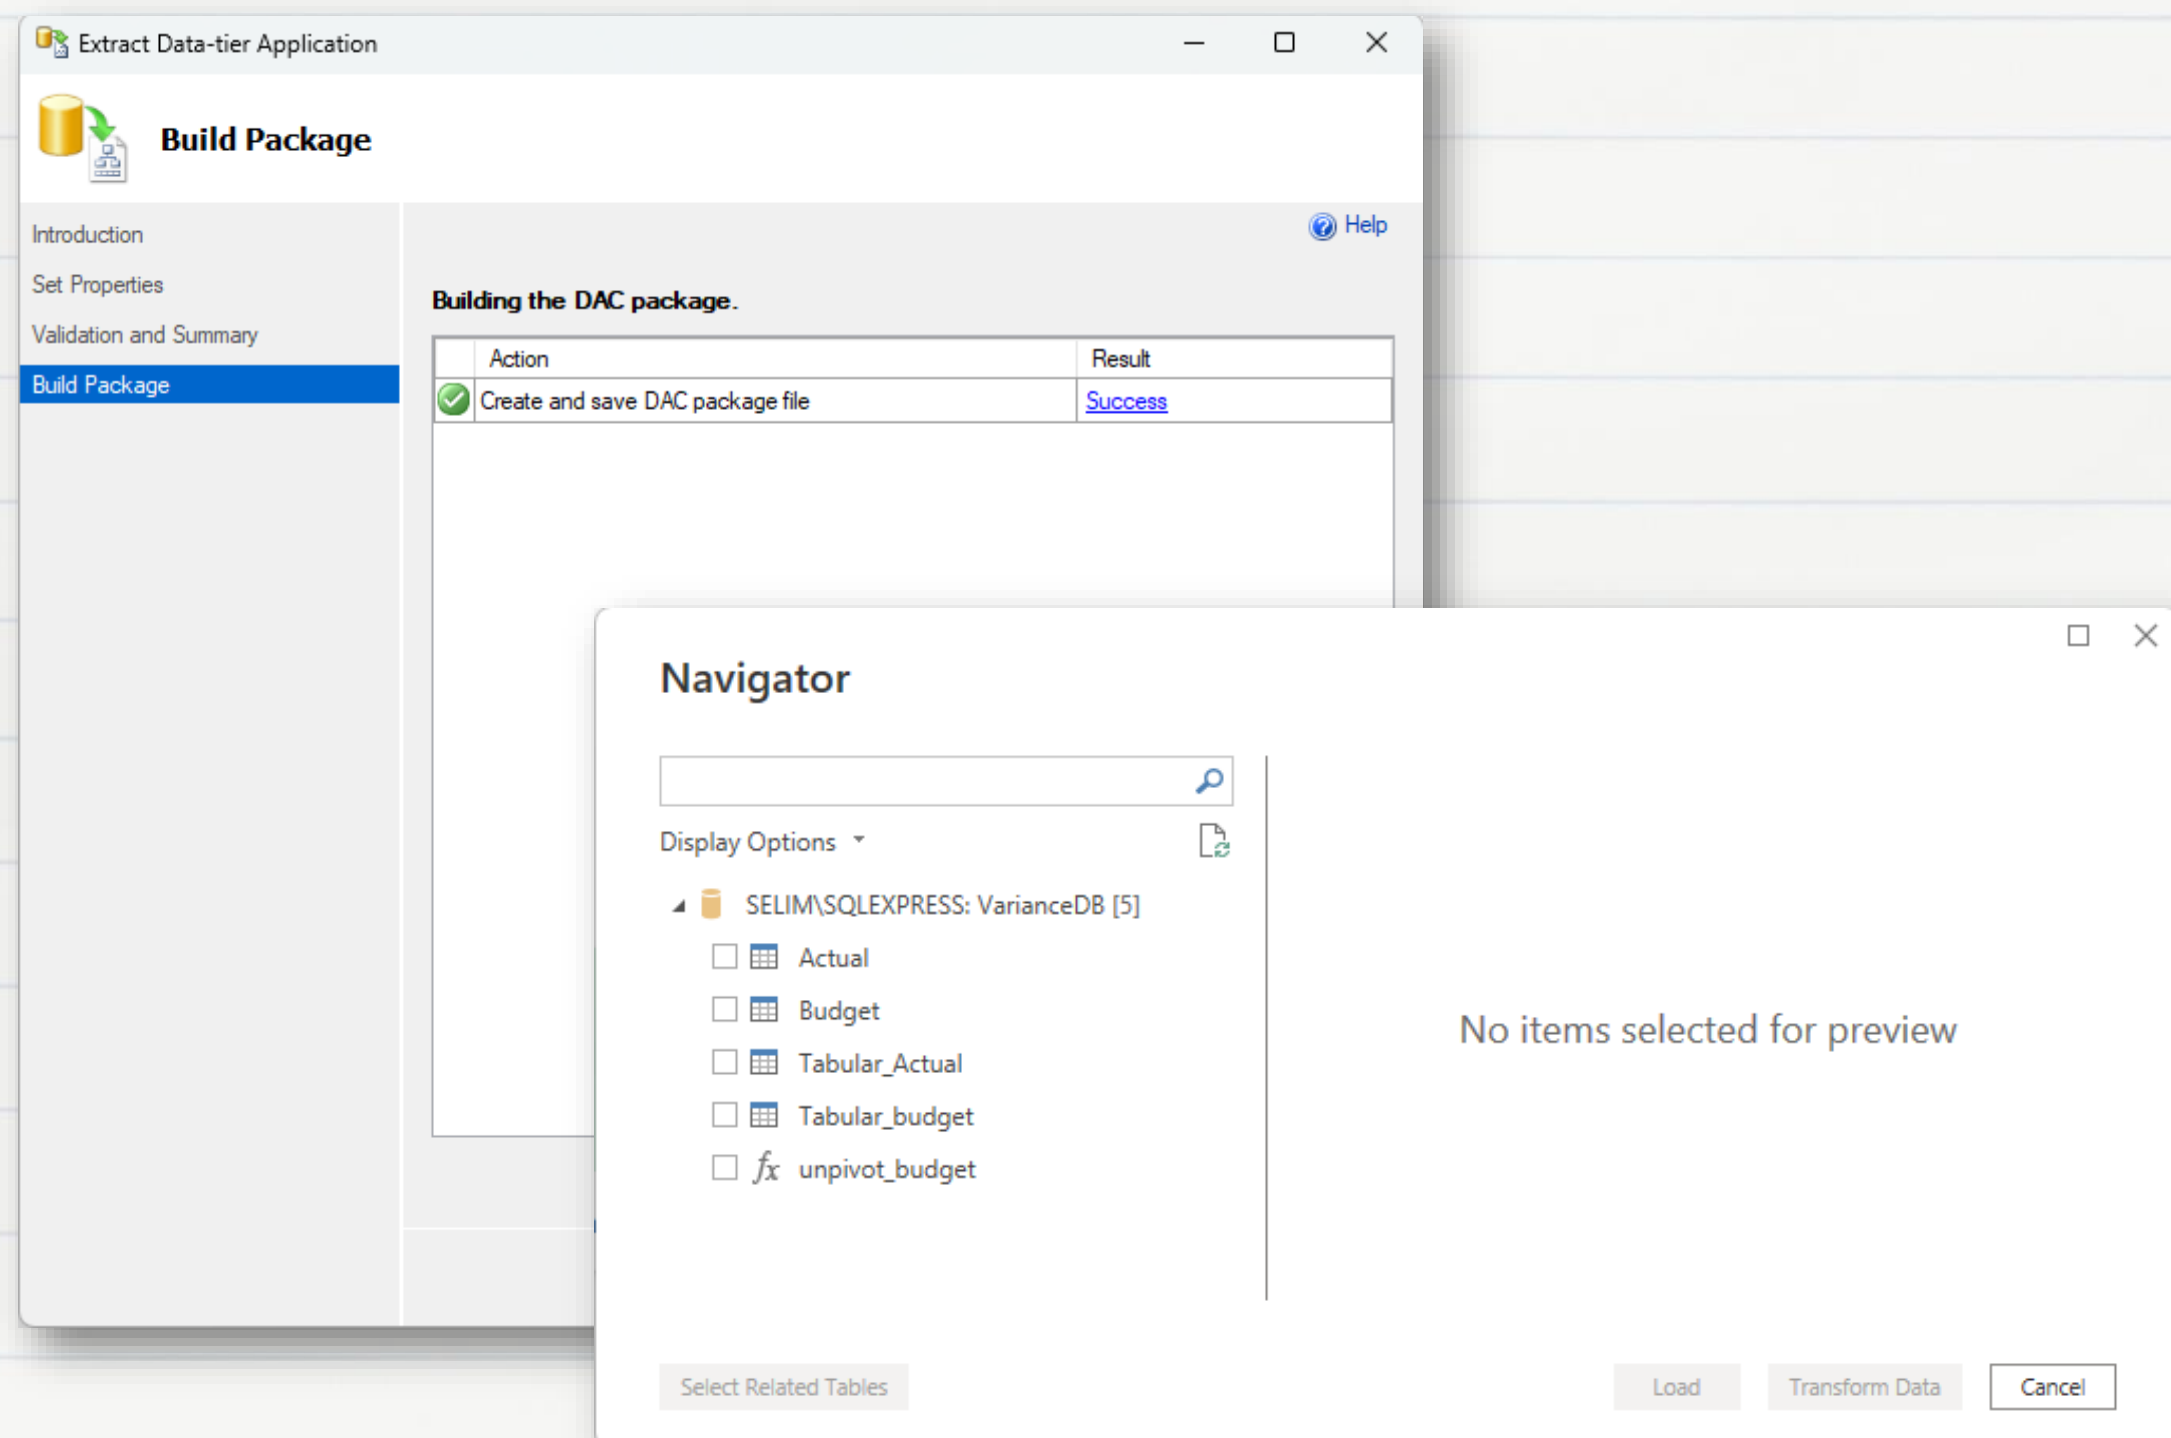 Extract Data-tier Application
Build Package
Introduction
Set Properties
Validation and Summary
Build Package
Help
Building the DAC package.
Action Result
Create and save DAC package file Success
Navigator
Display Options
SELIM\SQLEXPRESS: VarianceDB [5]
Actual
Budget
Tabular_Actual
Tabular_budget
fx unpivot_budget
No items selected for preview
Select Related Tables Load Transform Data Cancel